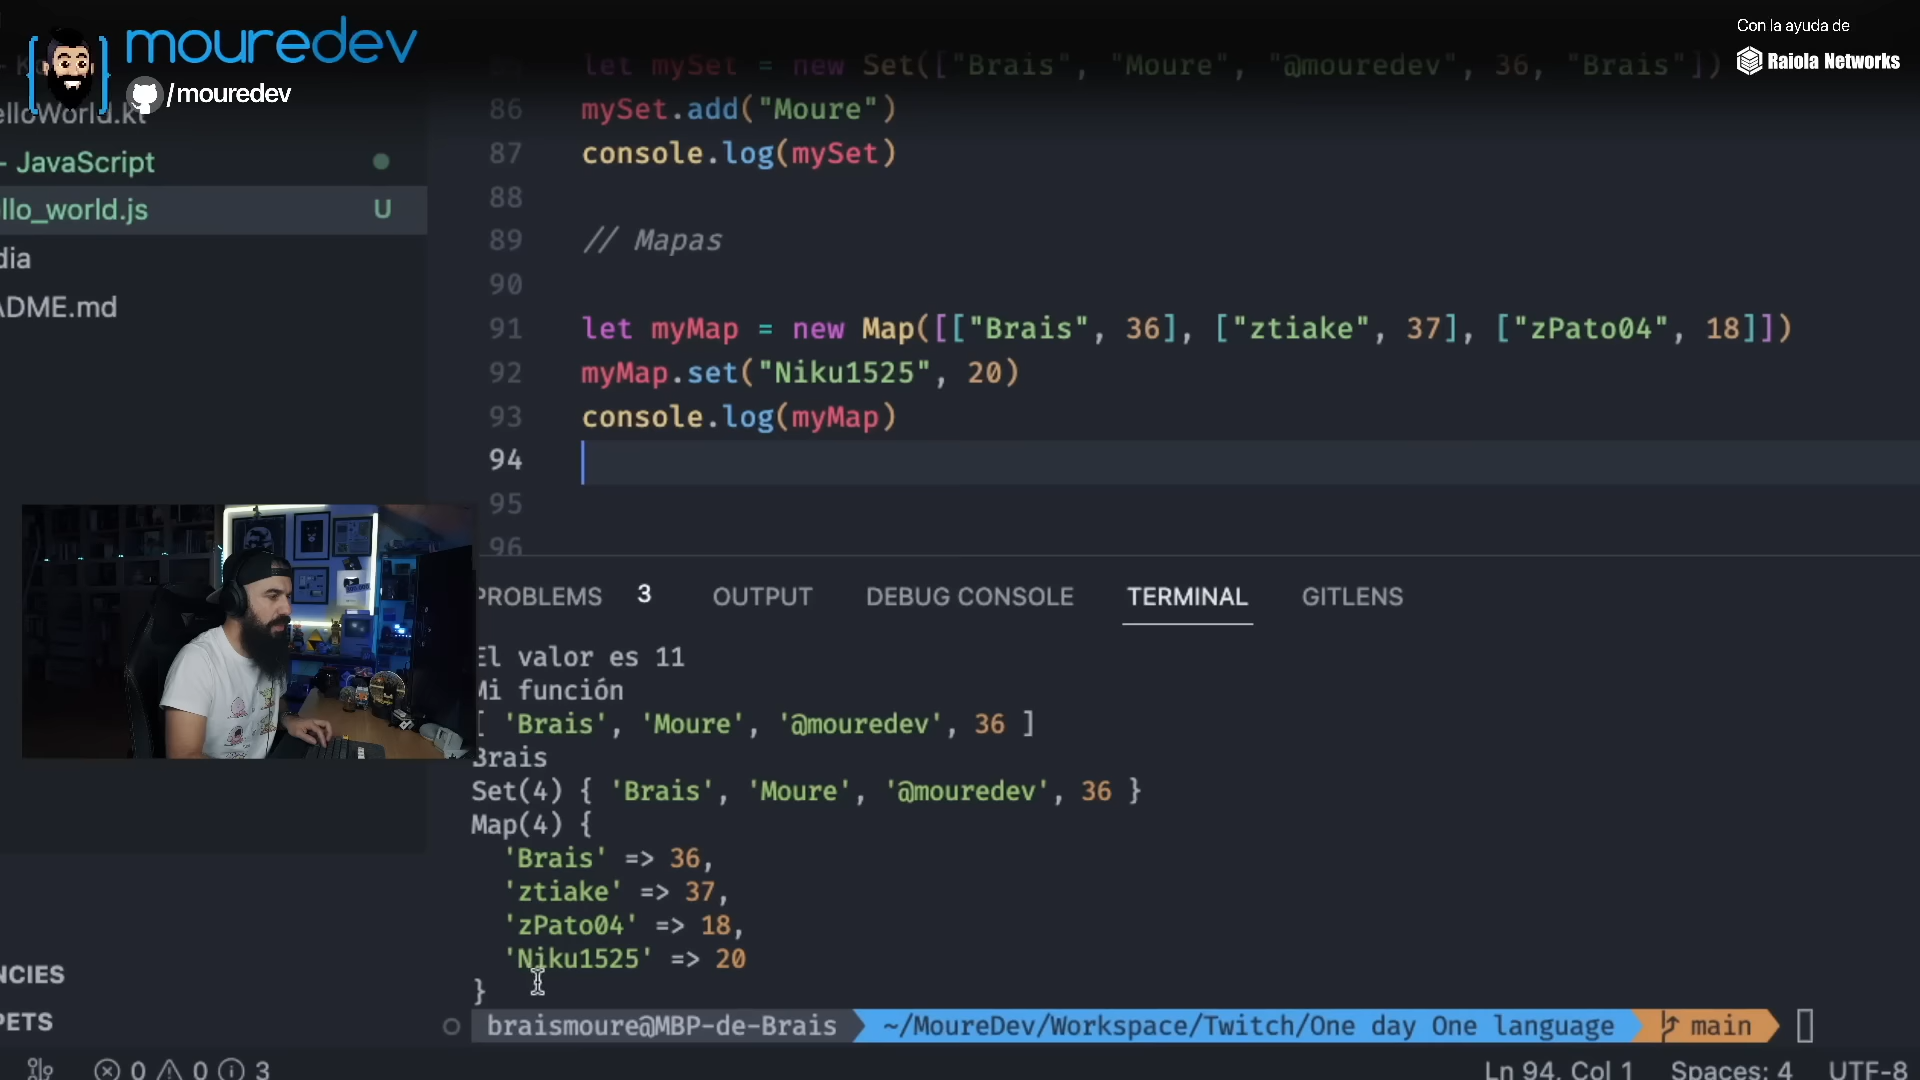 mouredev
/mouredev
Con la ayuda de
Raiola Networks
elloWorld.kt
- JavaScript
llo_world.js U
dia
ADME.md
NCIES
PETS
let mySet = new Set(["Brais", "Moure", "@mouredev", 36, "Brais"])
86 mySet.add("Moure")
87 console.log(mySet)
88
89 // Mapas
90
91 let myMap = new Map([["Brais", 36], ["ztiake", 37], ["zPato04", 18]])
92 myMap.set("Niku1525", 20)
93 console.log(myMap)
94
95
96
PROBLEMS 3 OUTPUT DEBUG CONSOLE TERMINAL GITLENS
El valor es 11
Mi función
[ 'Brais', 'Moure', '@mouredev', 36 ]
Brais
Set(4) { 'Brais', 'Moure', '@mouredev', 36 }
Map(4) {
'Brais' => 36,
'ztiake' => 37,
'zPato04' => 18,
'Niku1525' => 20
}
braismoure@MBP-de-Brais ~/MoureDev/Workspace/Twitch/One day One language main
0 0 3 Ln 94, Col 1 Spaces: 4 UTF-8